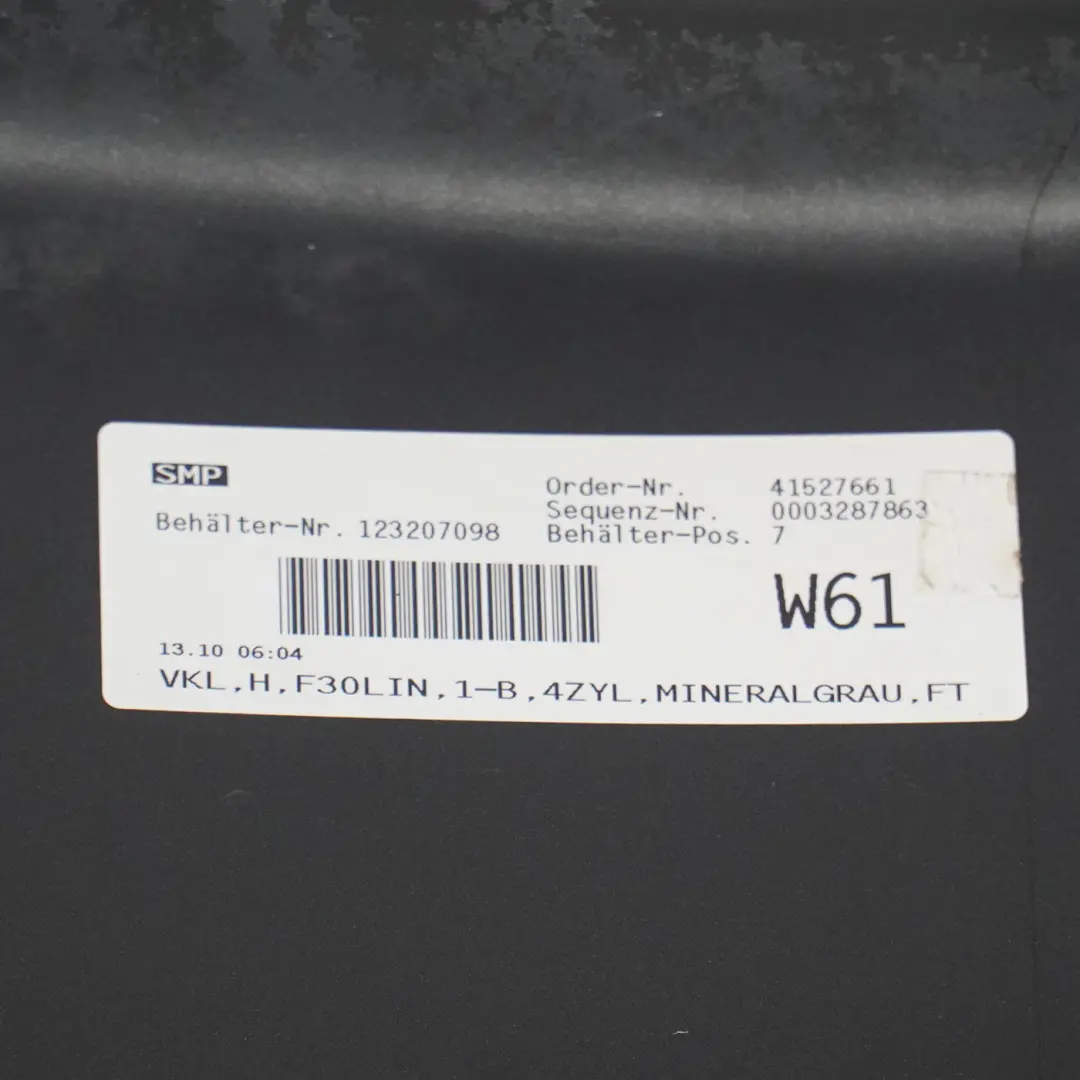 SMP
Order-Nr. 41527661
Sequenz-Nr. 0003287863
Behälter-Nr. 123207098
Behälter-Pos. 7
W61
13.10 06:04
VKL,H,F30LIN,1-B,4ZYL,MINERALGRAU,FT